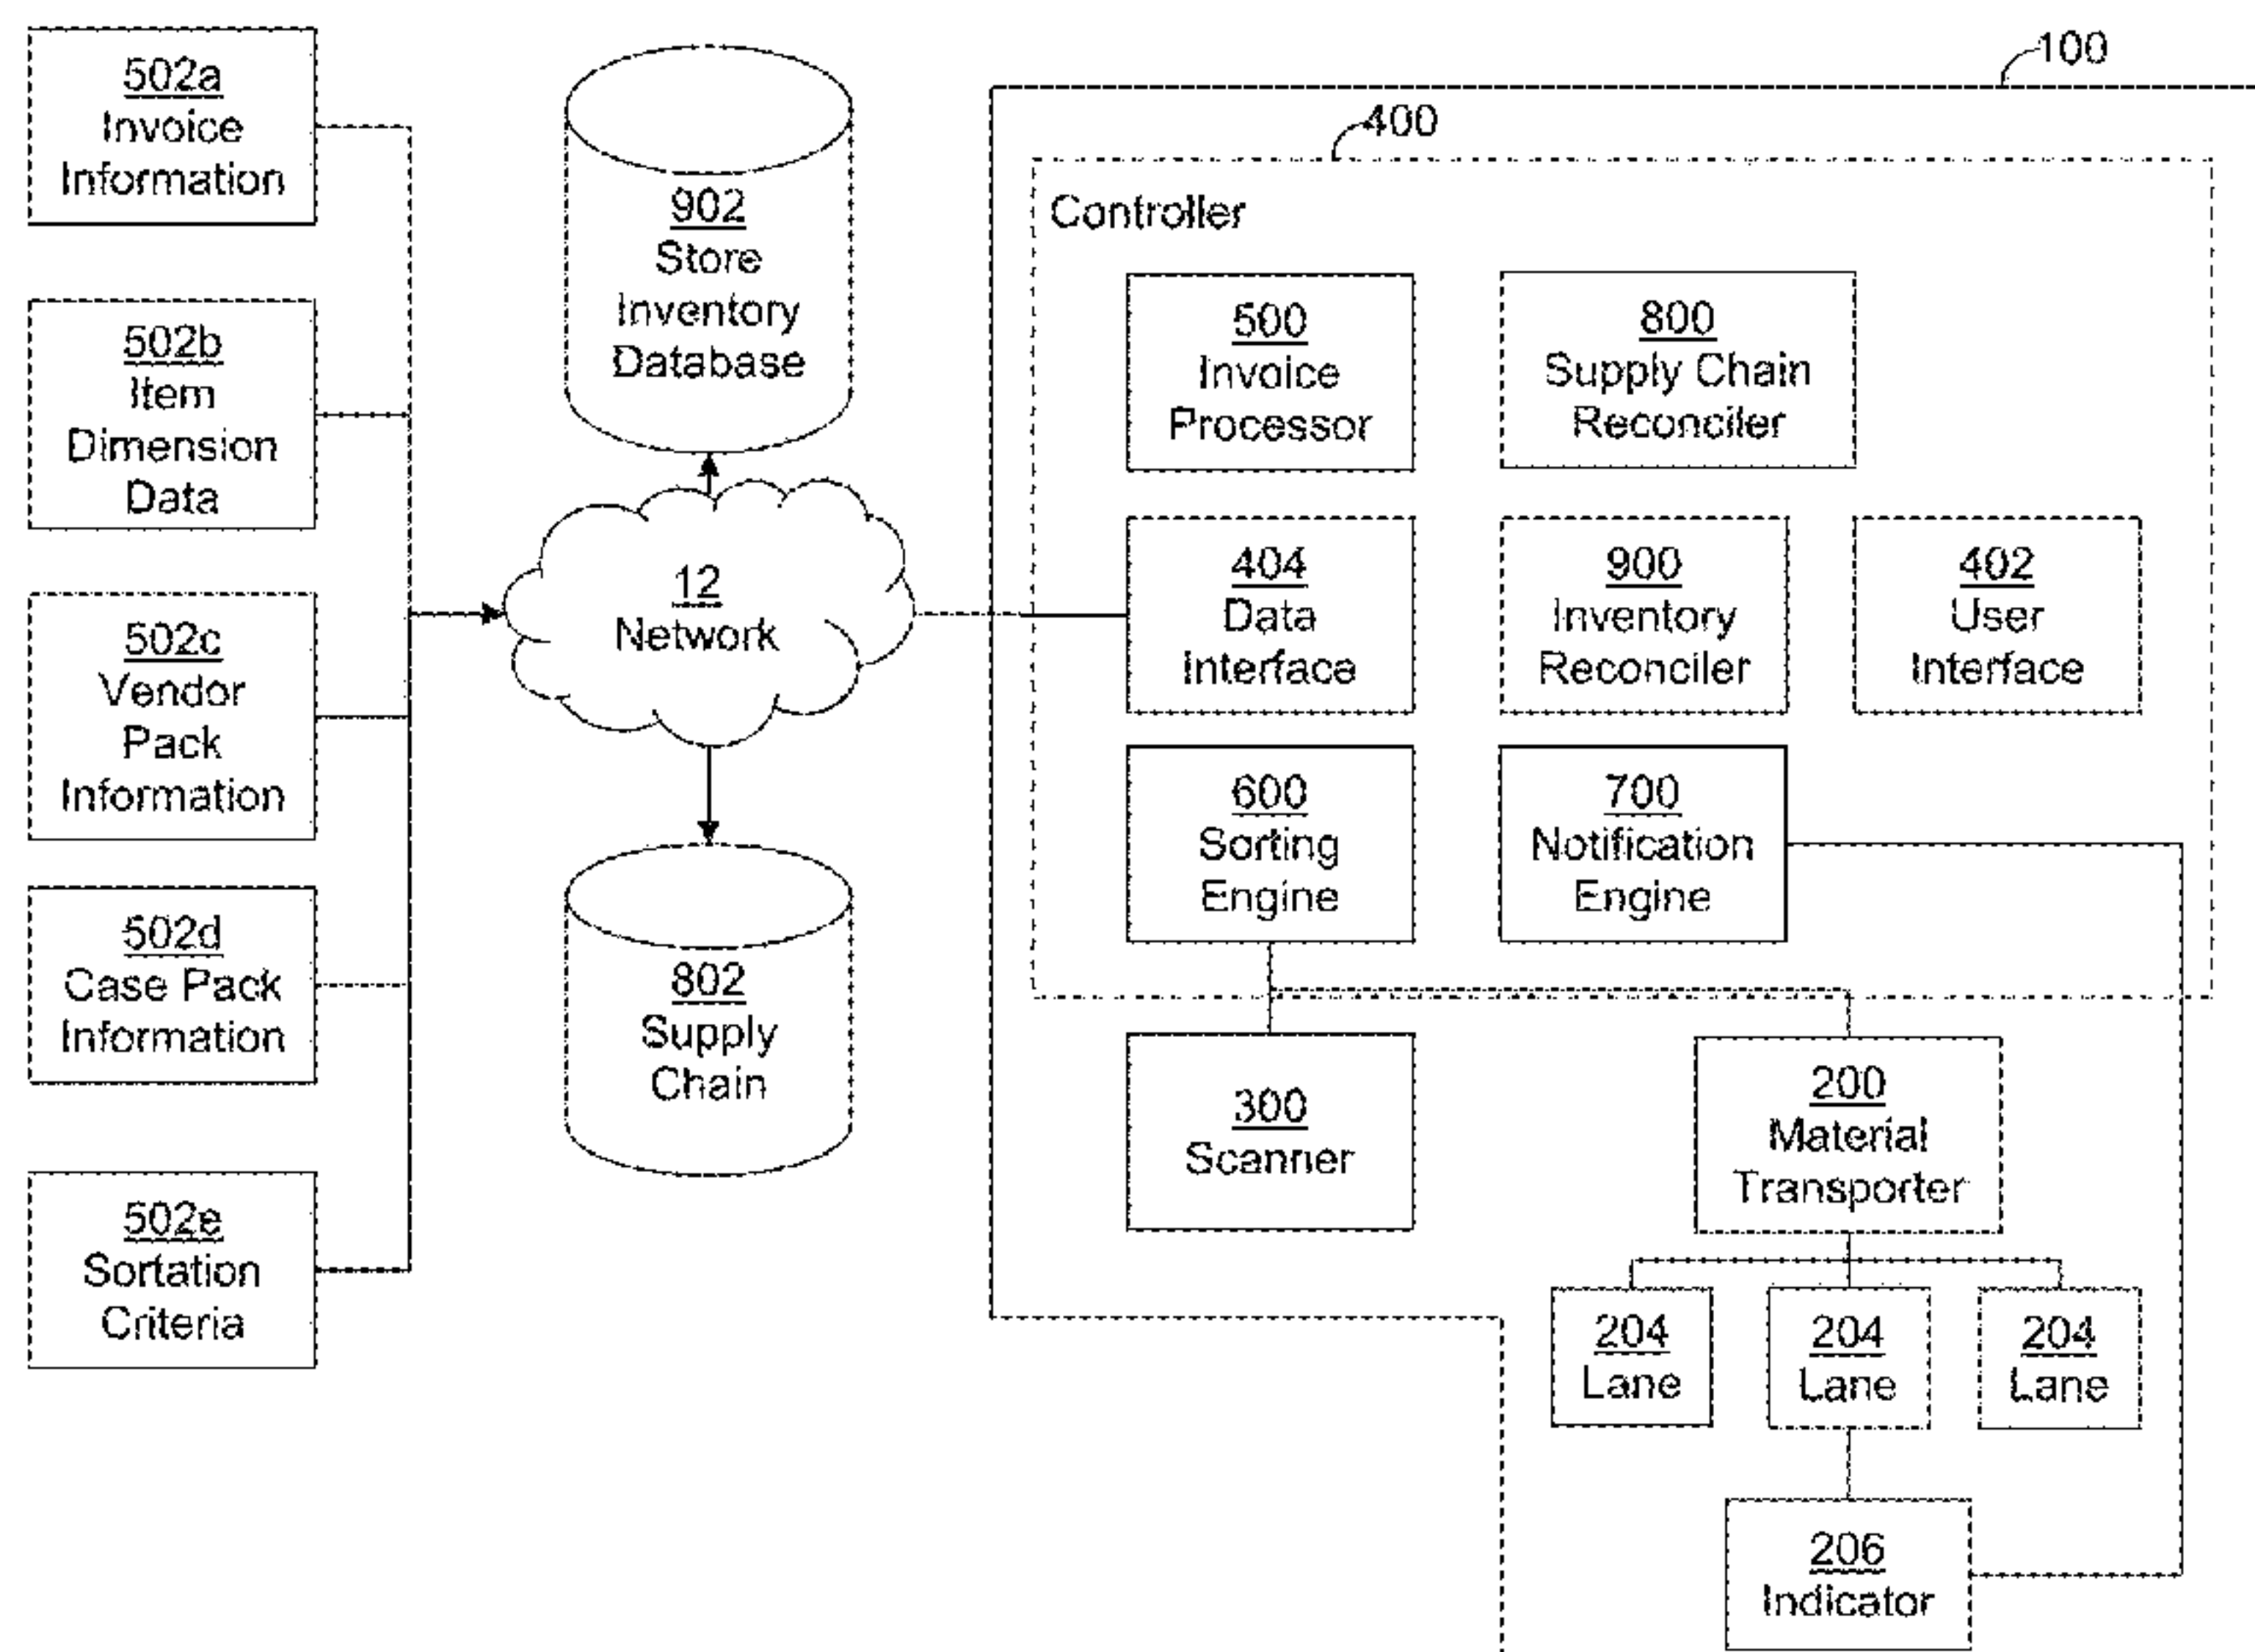 502a
Invoice
Information
502b
Item
Dimension
Data
502c
Vendor
Pack
Information
502d
Case Pack
Information
502e
Sortation
Criteria
902
Store
Inventory
Database
12
Network
802
Supply
Chain
100
400
Controller
500
Invoice
Processor
800
Supply Chain
Reconciler
404
Data
Interface
900
Inventory
Reconciler
402
User
Interface
600
Sorting
Engine
700
Notification
Engine
300
Scanner
200
Material
Transporter
204
Lane
204
Lane
204
Lane
206
Indicator